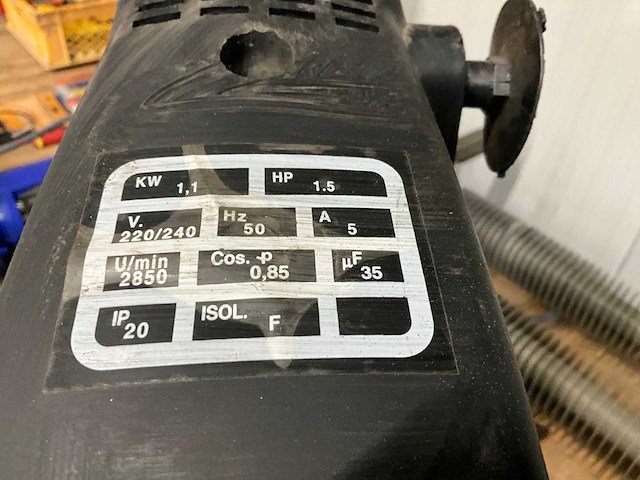 KW 1,1 HP 1.5
V. 220/240 Hz 50 A 5
U/min 2850 Cos. φ 0,85 µF 35
IP 20 ISOL. F